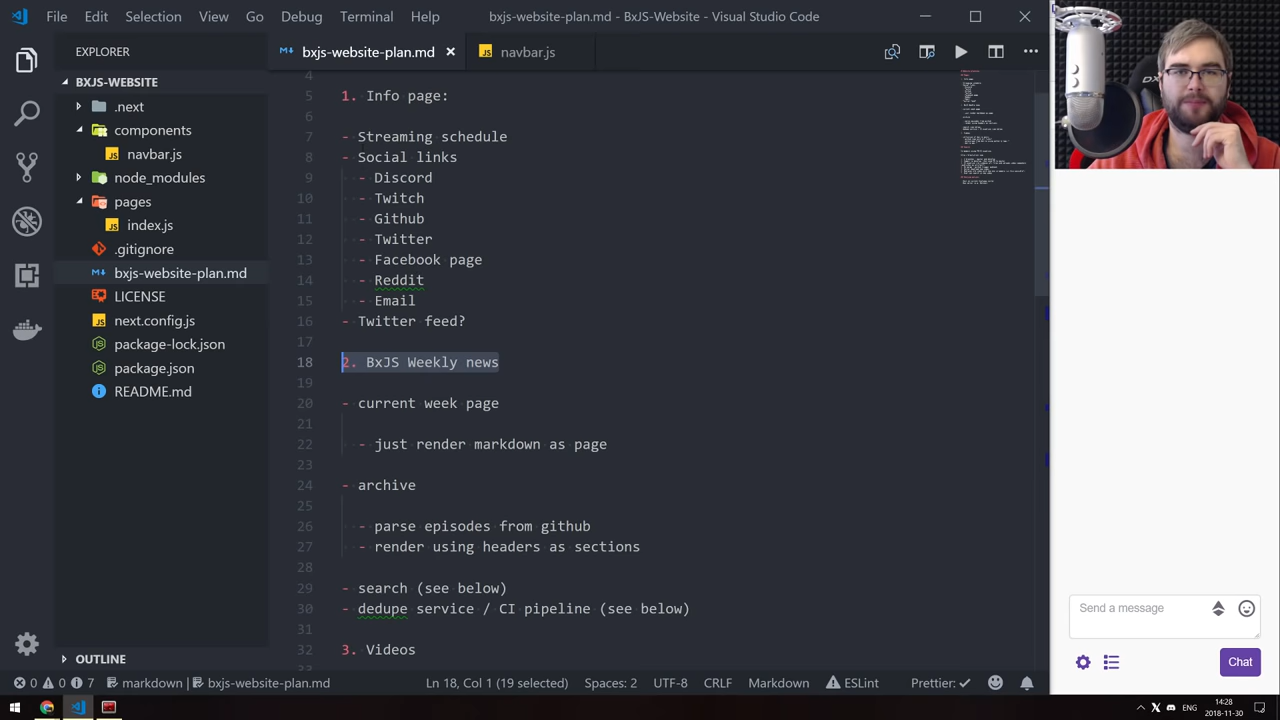 File Edit Selection View Go Debug Terminal Help
bxjs-website-plan.md - BxJS-Website - Visual Studio Code
EXPLORER
BXJS-WEBSITE
.next
components
navbar.js
node_modules
pages
index.js
.gitignore
bxjs-website-plan.md
LICENSE
next.config.js
package-lock.json
package.json
README.md
OUTLINE
bxjs-website-plan.md
navbar.js
4
5 1. Info page:
6
7 - Streaming schedule
8 - Social links
9 - Discord
10 - Twitch
11 - Github
12 - Twitter
13 - Facebook page
14 - Reddit
15 - Email
16 - Twitter feed?
17
18 2. BxJS Weekly news
19
20 - current week page
21
22 - just render markdown as page
23
24 - archive
25
26 - parse episodes from github
27 - render using headers as sections
28
29 - search (see below)
30 - dedupe service / CI pipeline (see below)
31
32 3. Videos
0 0 7 markdown bxjs-website-plan.md Ln 18, Col 1 (19 selected) Spaces: 2 UTF-8 CRLF Markdown ESLint Prettier: ✓
DX
Send a message
Chat
ENG
14:28
2018-11-30